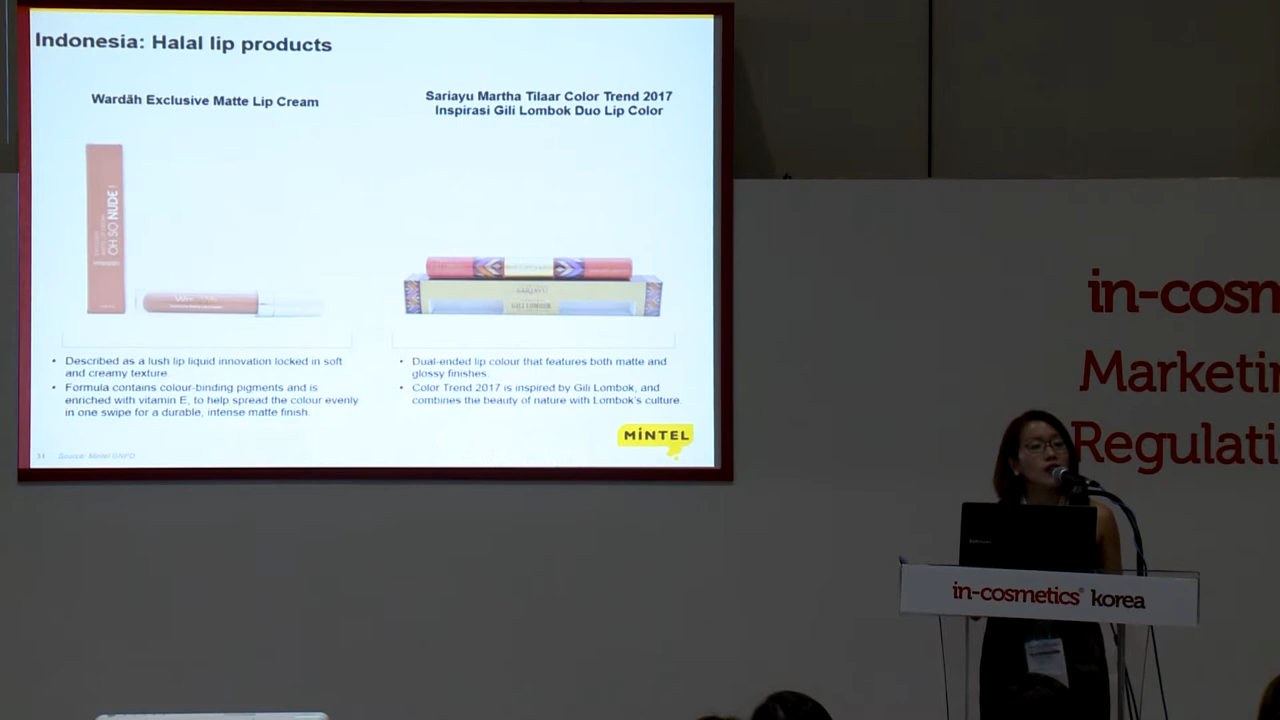 Indonesia: Halal lip products
Wardāh Exclusive Matte Lip Cream
Sariayu Martha Tilaar Color Trend 2017
Inspirasi Gili Lombok Duo Lip Color
OH SO NUDE!
GILI LOMBOK
• Described as a lush lip liquid innovation locked in soft
and creamy texture.
• Formula contains colour-binding pigments and is
enriched with vitamin E, to help spread the colour evenly
in one swipe for a durable, intense matte finish.
• Dual-ended lip colour that features both matte and
glossy finishes.
• Color Trend 2017 is inspired by Gili Lombok, and
combines the beauty of nature with Lombok's culture.
MiNTEL
31 Source: Mintel GNPD
in-cosm
Marketin
Regulati
in-cosmetics® korea